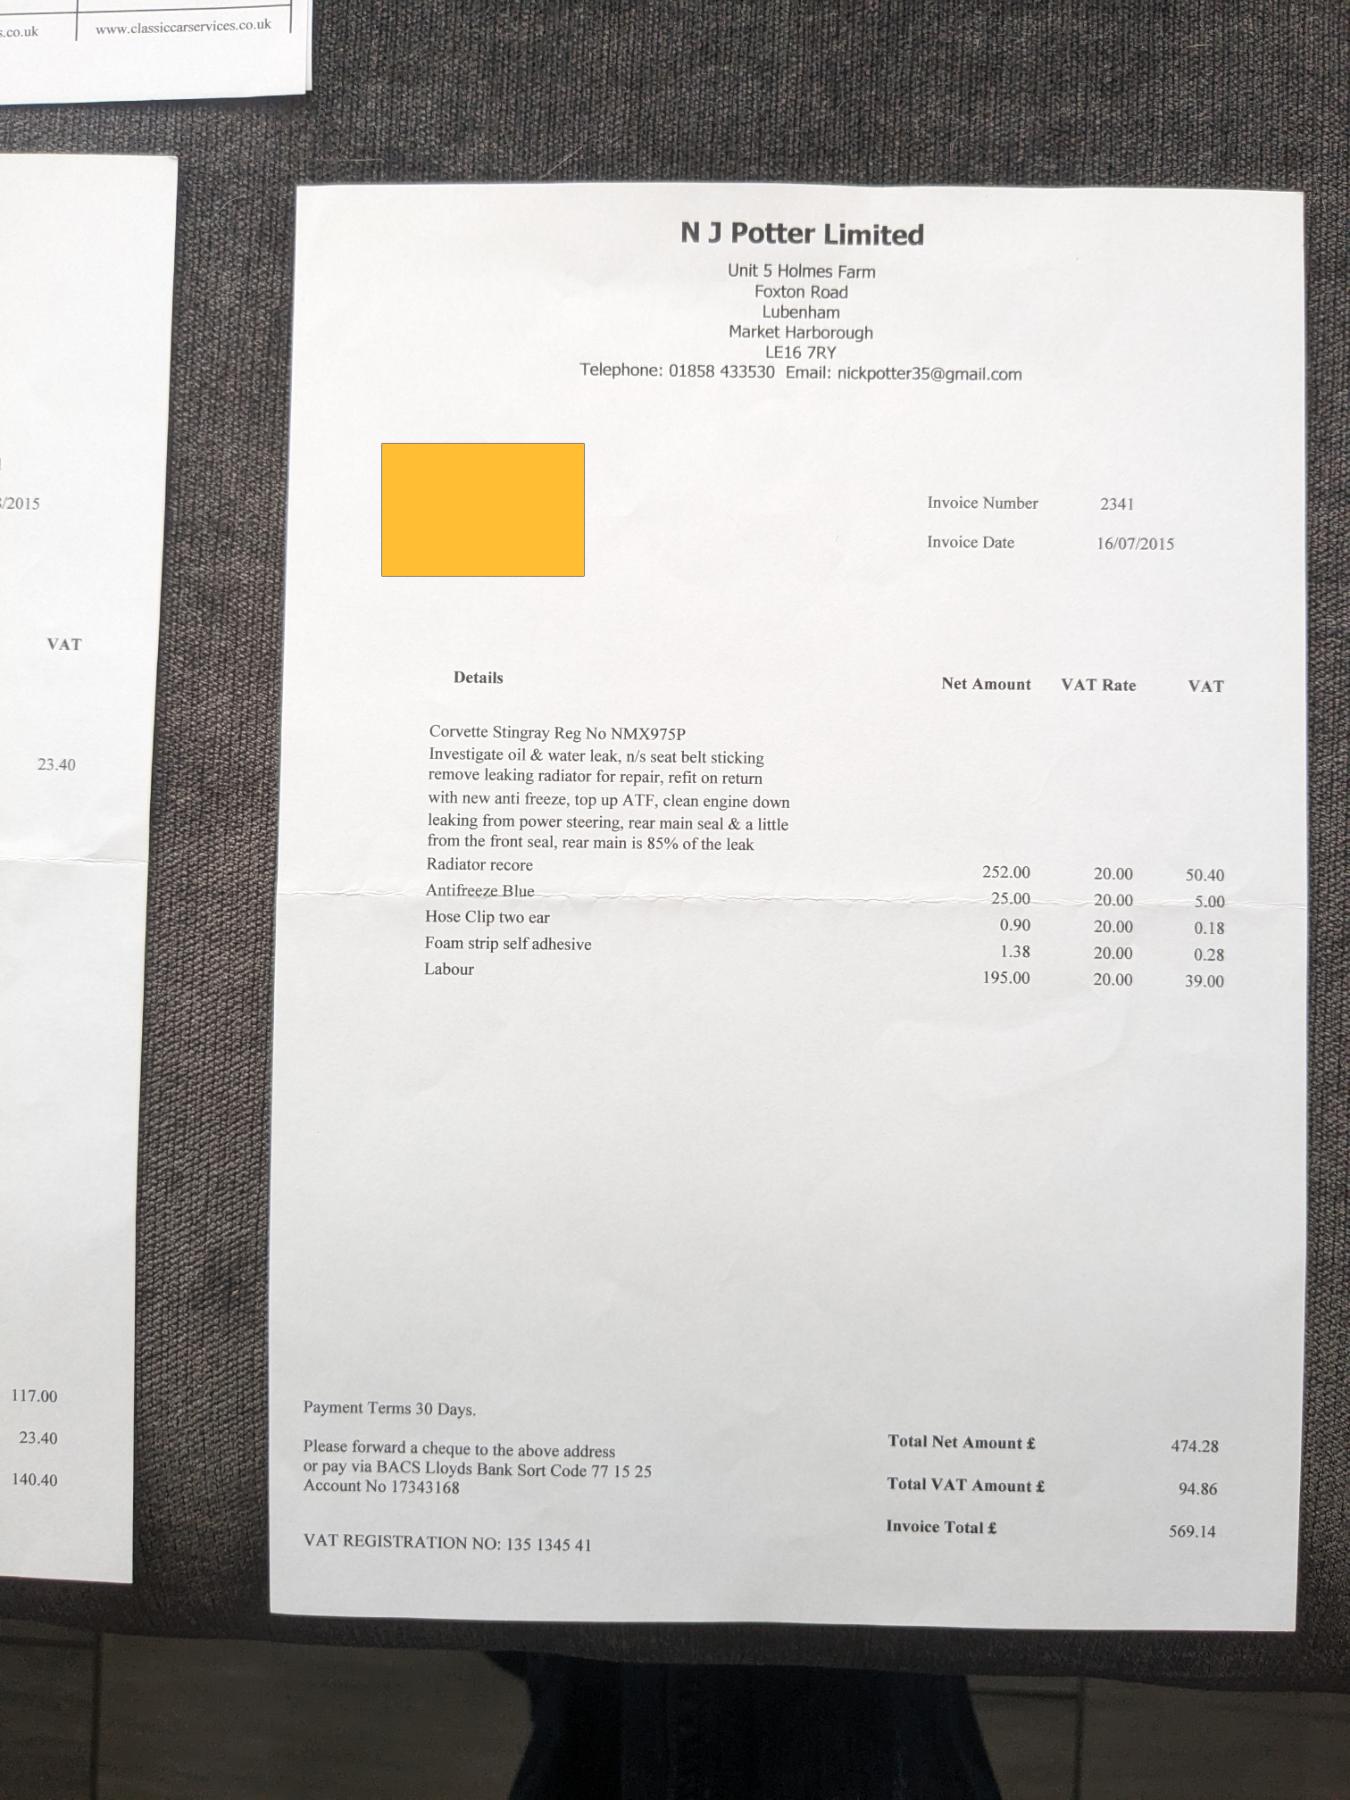 s.co.uk
www.classiccarservices.co.uk
/2015
VAT
23.40
117.00
23.40
140.40
N J Potter Limited
Unit 5 Holmes Farm
Foxton Road
Lubenham
Market Harborough
LE16 7RY
Telephone: 01858 433530 Email: nickpotter35@gmail.com
Invoice Number 2341
Invoice Date 16/07/2015
Details Net Amount VAT Rate VAT
Corvette Stingray Reg No NMX975P
Investigate oil & water leak, n/s seat belt sticking
remove leaking radiator for repair, refit on return
with new anti freeze, top up ATF, clean engine down
leaking from power steering, rear main seal & a little
from the front seal, rear main is 85% of the leak
Radiator recore 252.00 20.00 50.40
Antifreeze Blue 25.00 20.00 5.00
Hose Clip two ear 0.90 20.00 0.18
Foam strip self adhesive 1.38 20.00 0.28
Labour 195.00 20.00 39.00
Payment Terms 30 Days.
Please forward a cheque to the above address
or pay via BACS Lloyds Bank Sort Code 77 15 25
Account No 17343168
VAT REGISTRATION NO: 135 1345 41
Total Net Amount £ 474.28
Total VAT Amount £ 94.86
Invoice Total £ 569.14